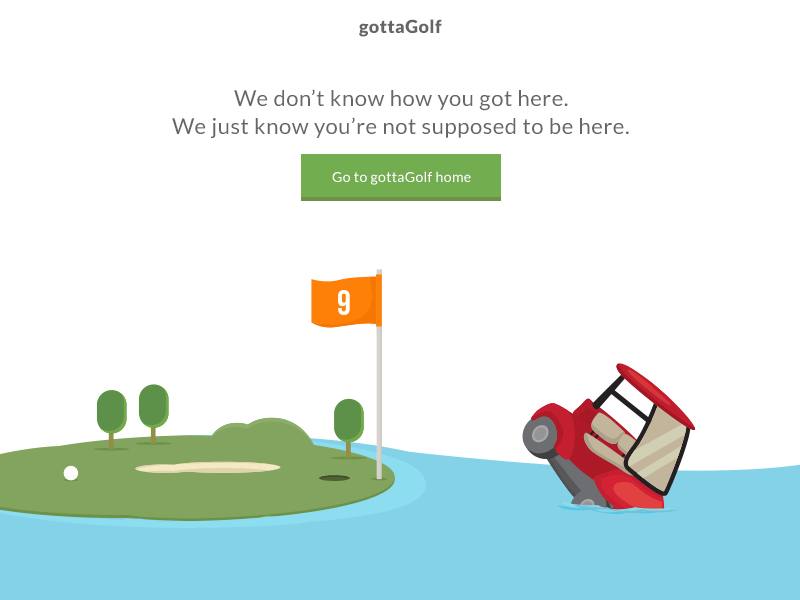 gottaGolf
We don’t know how you got here.
We just know you’re not supposed to be here.
Go to gottaGolf home
9